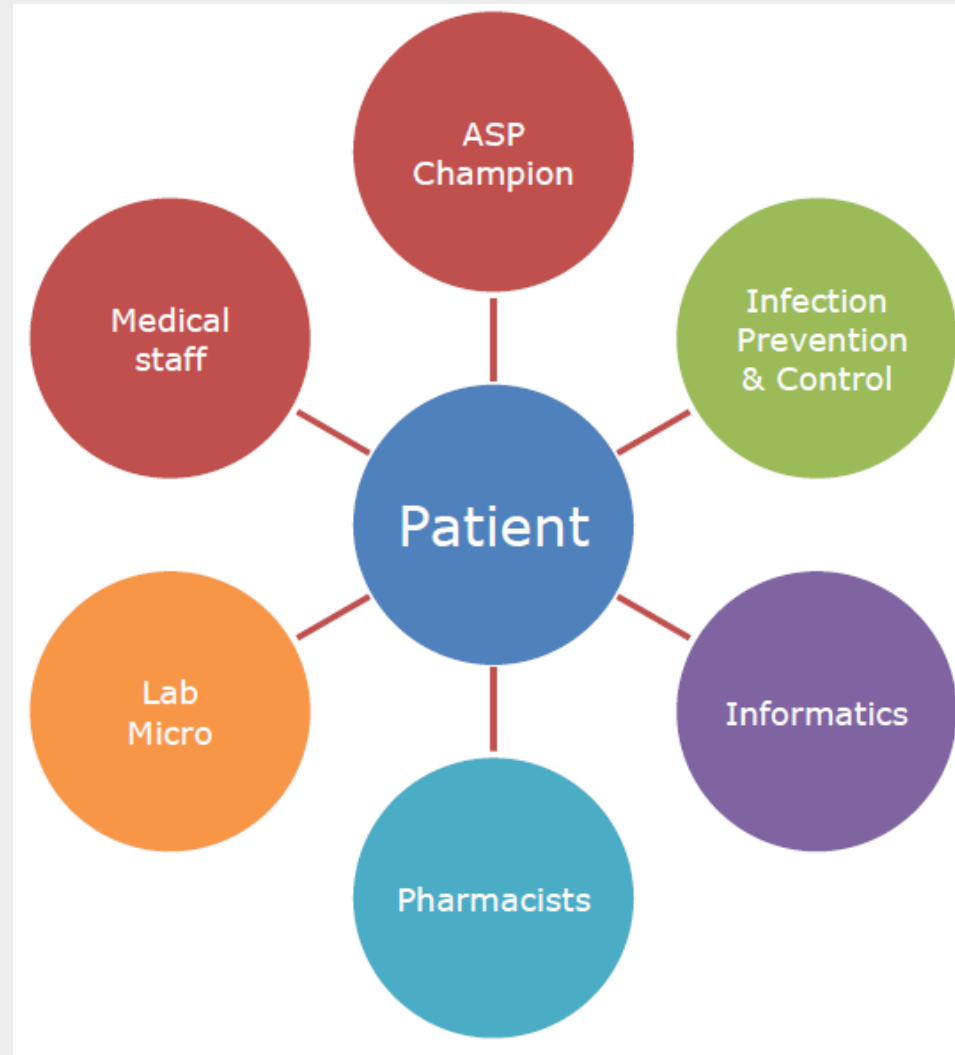 ASP
Champion
Infection
Prevention
& Control
Informatics
Pharmacists
Lab
Micro
Medical
staff
Patient